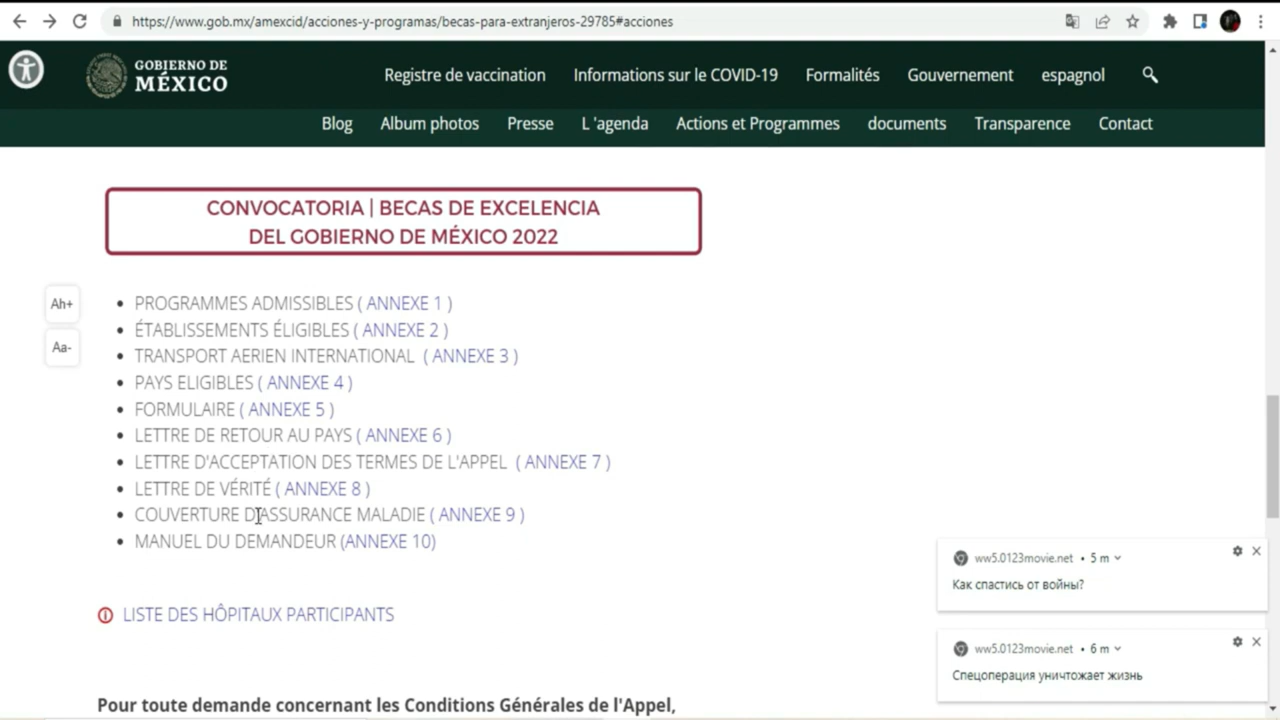 https://www.gob.mx/amexcid/acciones-y-programas/becas-para-extranjeros-29785#acciones
GOBIERNO DE
MÉXICO
Registre de vaccination Informations sur le COVID-19 Formalités Gouvernement espagnol
Blog Album photos Presse L 'agenda Actions et Programmes documents Transparence Contact
CONVOCATORIA | BECAS DE EXCELENCIA
DEL GOBIERNO DE MÉXICO 2022
Ah+
Aa-
PROGRAMMES ADMISSIBLES ( ANNEXE 1 )
ÉTABLISSEMENTS ÉLIGIBLES ( ANNEXE 2 )
TRANSPORT AERIEN INTERNATIONAL ( ANNEXE 3 )
PAYS ELIGIBLES ( ANNEXE 4 )
FORMULAIRE ( ANNEXE 5 )
LETTRE DE RETOUR AU PAYS ( ANNEXE 6 )
LETTRE D'ACCEPTATION DES TERMES DE L'APPEL ( ANNEXE 7 )
LETTRE DE VÉRITÉ ( ANNEXE 8 )
COUVERTURE D'ASSURANCE MALADIE ( ANNEXE 9 )
MANUEL DU DEMANDEUR (ANNEXE 10)
LISTE DES HÔPITAUX PARTICIPANTS
Pour toute demande concernant les Conditions Générales de l'Appel,
ww5.0123movie.net • 5 m
Как спастись от войны?
ww5.0123movie.net • 6 m
Спецоперация уничтожает жизнь